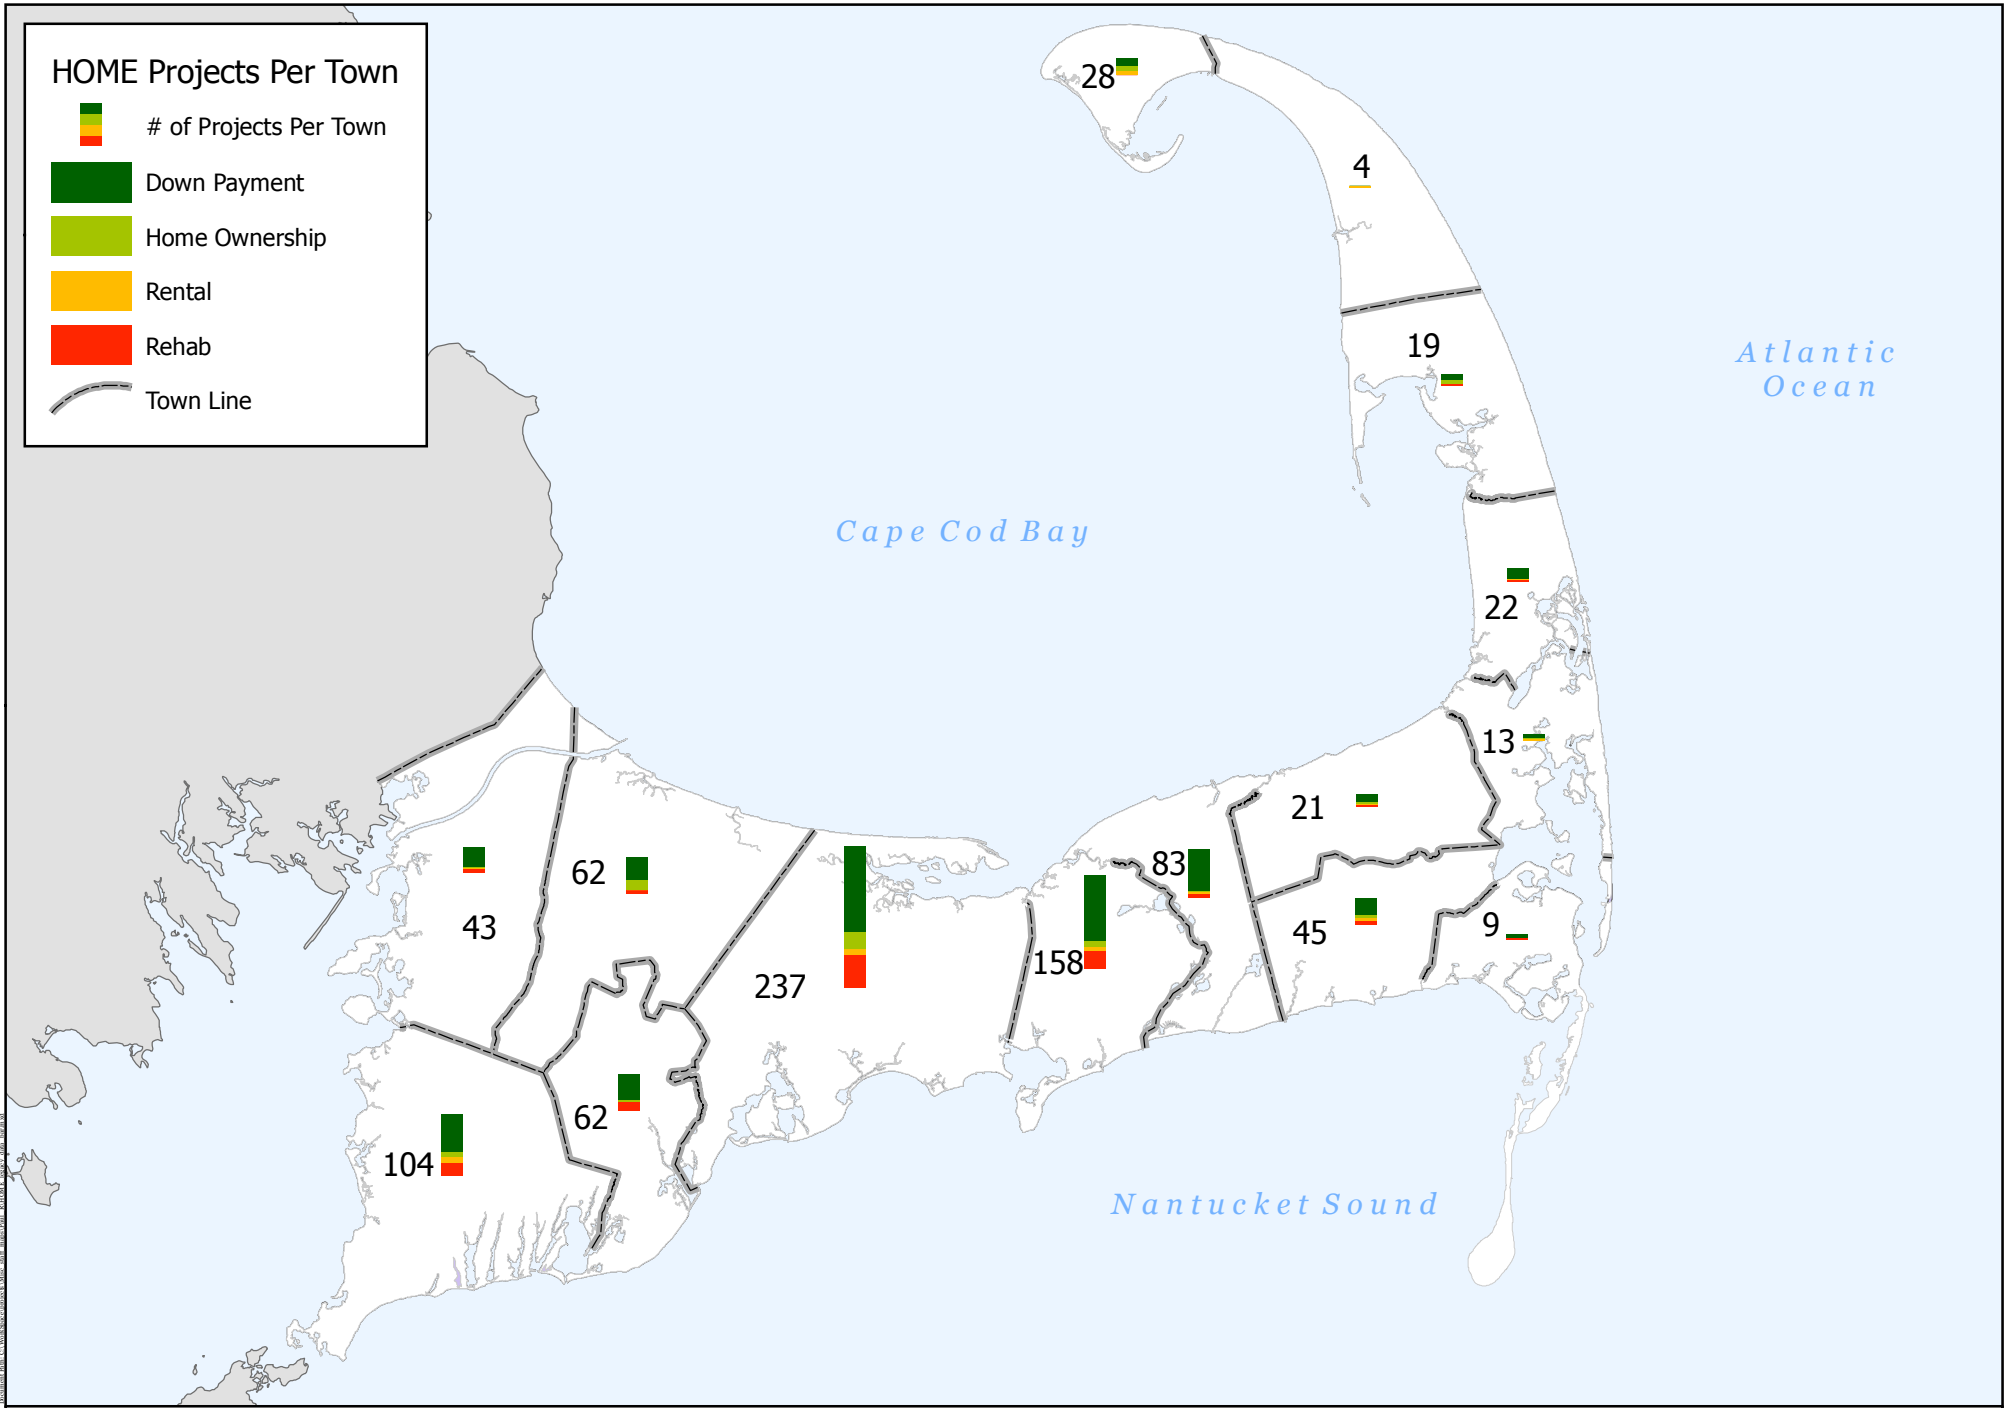 HOME Projects Per Town
# of Projects Per Town
Down Payment
Home Ownership
Rental
Rehab
Town Line
28
4
19
Atlantic
Ocean
Cape Cod Bay
22
13
21
83
62
43
45
9
158
237
62
104
Nantucket Sound